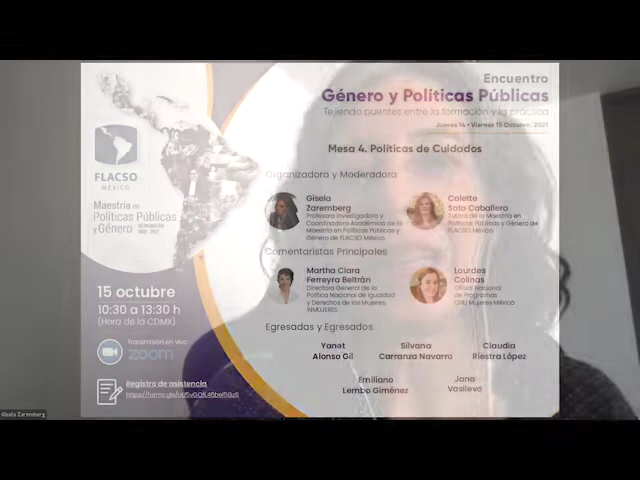 Encuentro
Género y Políticas Públicas
Tejiendo puentes entre la formación y la práctica
Jueves 14 • Viernes 15 Octubre, 2021
Mesa 4. Políticas de Cuidados
Organizadora y Moderadora
Gisela
Zaremberg
Profesora investigadora y
Coordinadora Académica de la
Maestría en Políticas Públicas y
Género de FLACSO México
Colette
Soto Caballero
Tutora de la Maestría en
Políticas Públicas y Género de
FLACSO México
Comentaristas Principales
Martha Clara
Ferreyra Beltrán
Directora General de la
Política Nacional de Igualdad
y Derechos de las Mujeres,
INMUJERES
Lourdes
Colinas
Oficial Nacional
de Programas
ONU Mujeres México
Egresadas y Egresados
Yanet
Alonso Gil
Silvana
Carranza Navarro
Claudia
Riestra López
Emiliano
Lembo Giménez
Jana
Vasileva
FLACSO
MÉXICO
Maestría en
Políticas Públicas
y Género
15 octubre
10:30 a 13:30 h
(Hora de la CDMX)
Transmisión en vivo
zoom
Registro de asistencia
Gisela Zaremberg